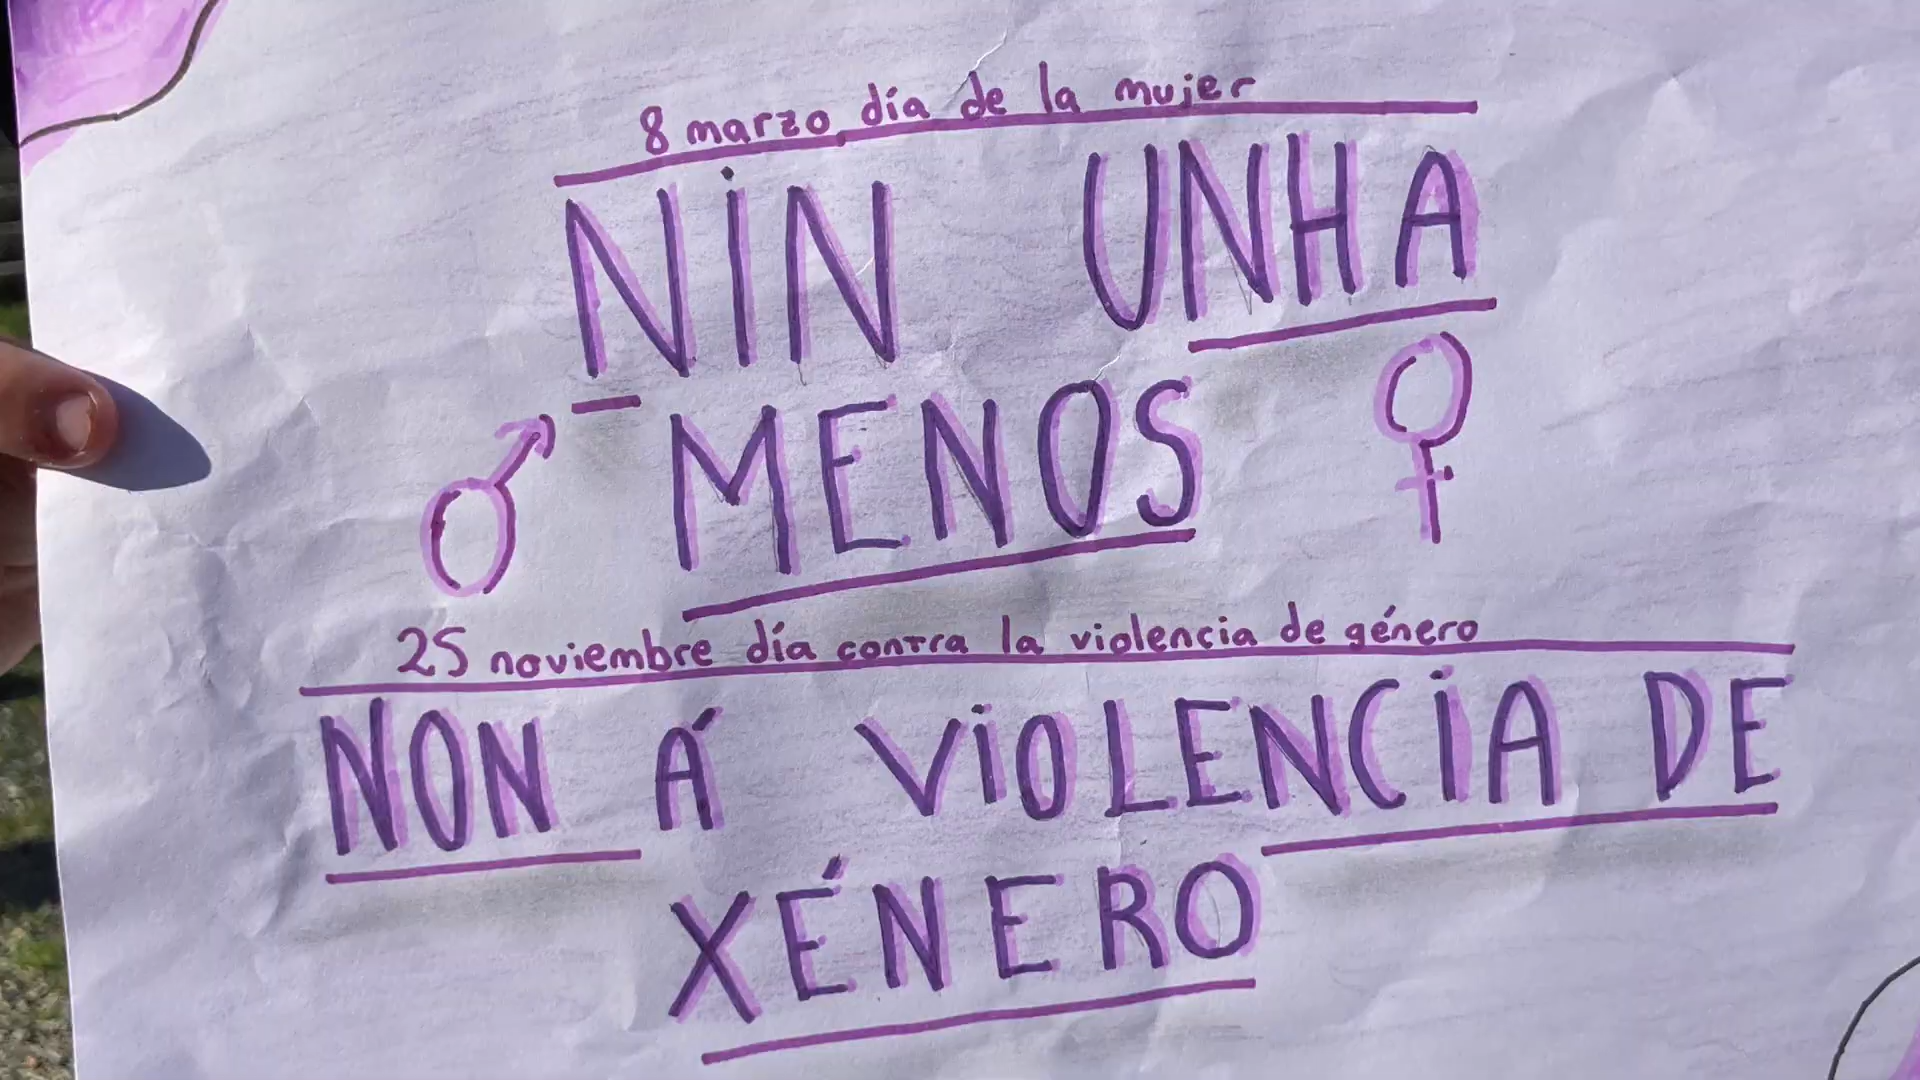 8 marzo día de la mujer
NIN UNHA
MENOS
25 noviembre día contra la violencia de género
NON Á VIOLENCIA DE
XÉNERO